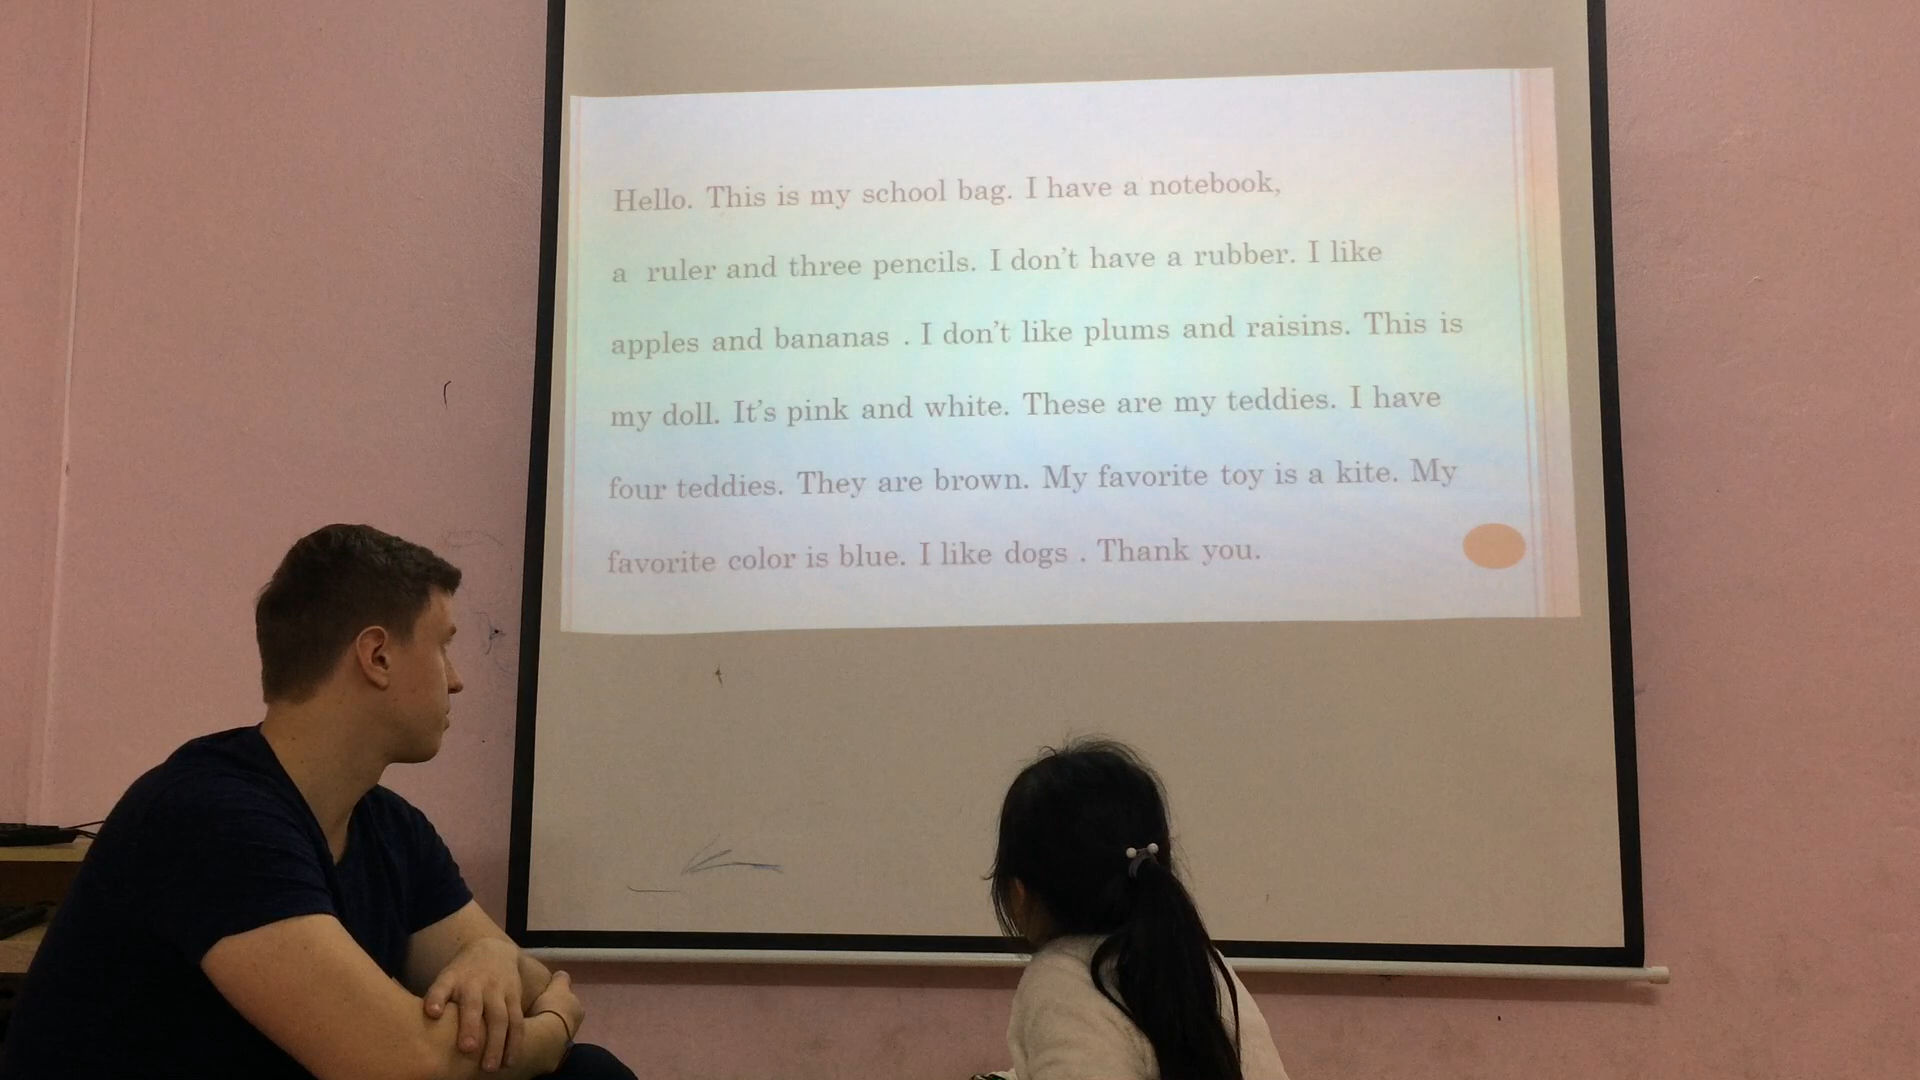 Hello. This is my school bag. I have a notebook,
a ruler and three pencils. I don't have a rubber. I like
apples and bananas . I don't like plums and raisins. This is
my doll. It's pink and white. These are my teddies. I have
four teddies. They are brown. My favorite toy is a kite. My
favorite color is blue. I like dogs . Thank you.